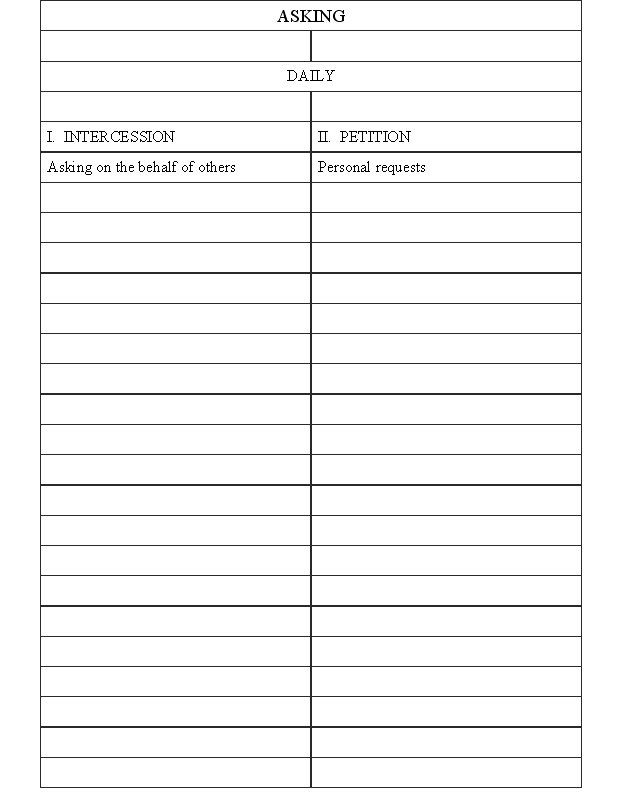 ASKING
DAILY
I. INTERCESSION
II. PETITION
Asking on the behalf of others
Personal requests